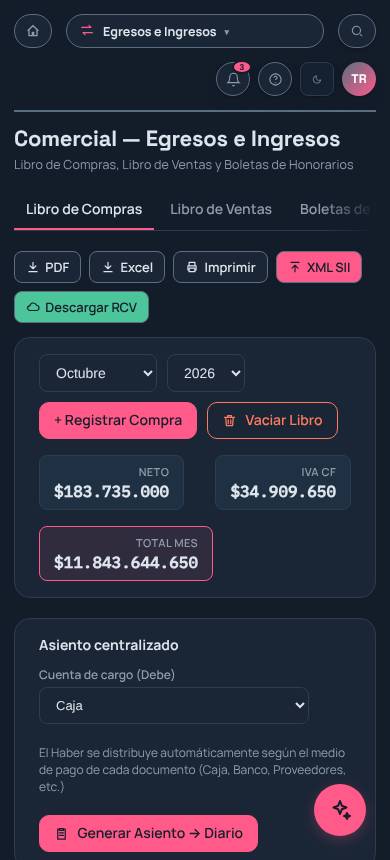 Egresos e Ingresos ▾
3
TR
Comercial — Egresos e Ingresos
Libro de Compras, Libro de Ventas y Boletas de Honorarios
Libro de Compras
Libro de Ventas
Boletas de
PDF
Excel
Imprimir
XML SII
Descargar RCV
Octubre
2026
+ Registrar Compra
Vaciar Libro
NETO
$183.735.000
IVA CF
$34.909.650
TOTAL MES
$11.843.644.650
Asiento centralizado
Cuenta de cargo (Debe)
Caja
El Haber se distribuye automáticamente según el medio
de pago de cada documento (Caja, Banco, Proveedores,
etc.)
Generar Asiento → Diario